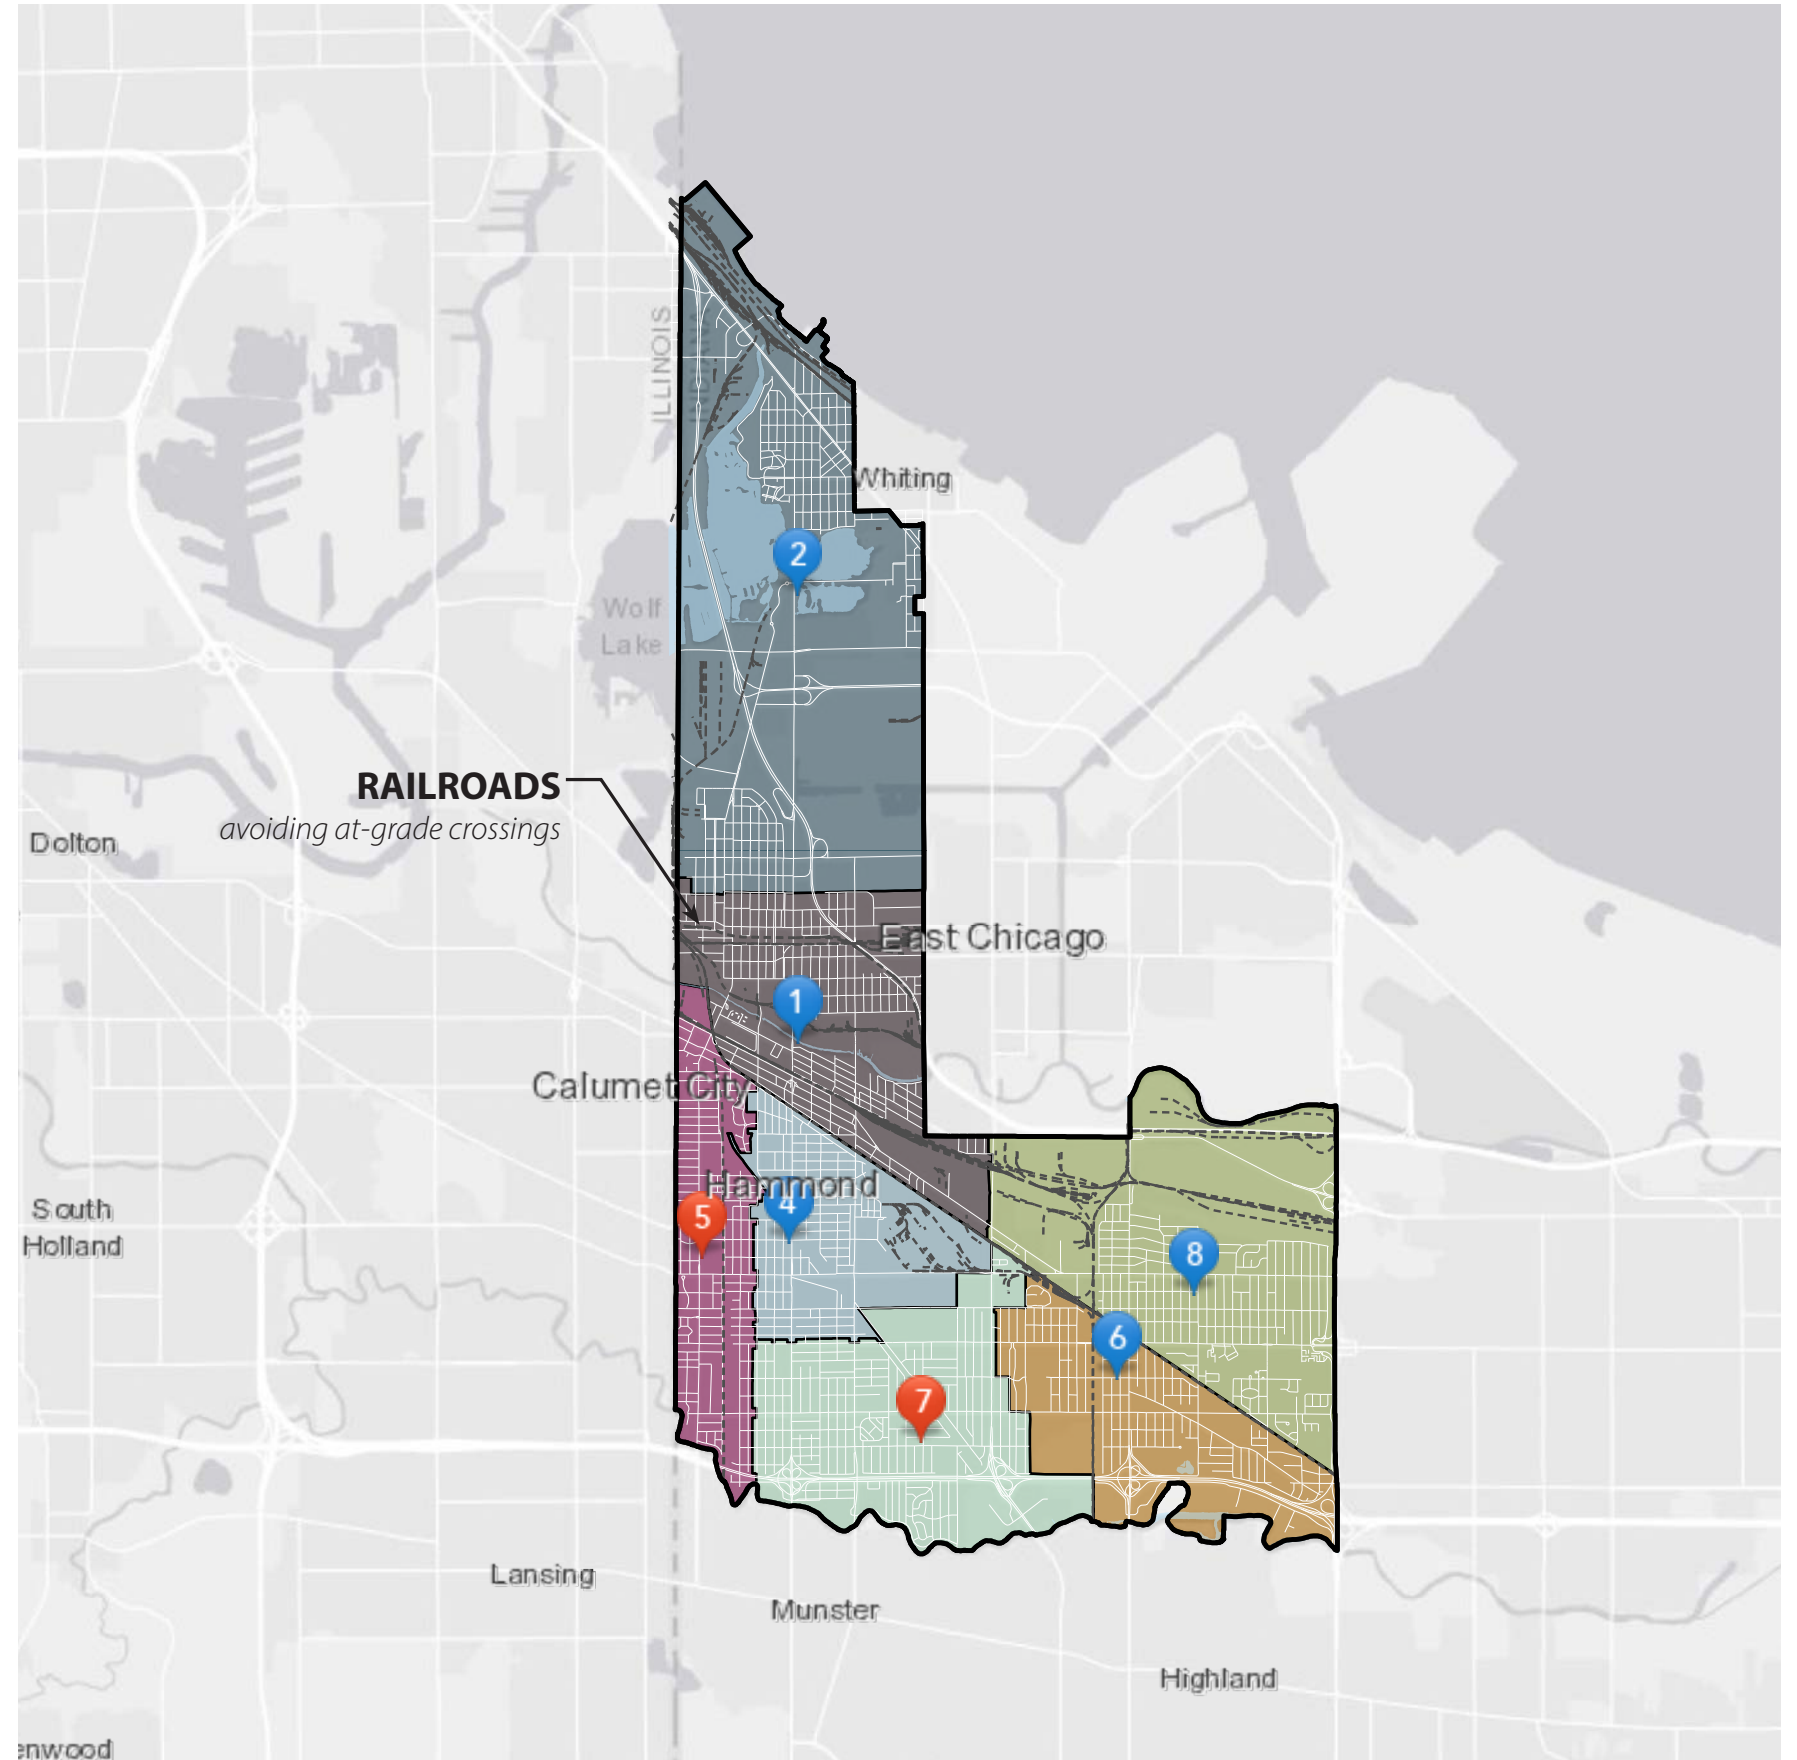 ILLINOIS
INDIANA
Whiting
2
Wolf
Lake
RAILROADS
avoiding at-grade crossings
Dolton
East Chicago
1
Calumet City
Hammond
South
Holland
5
4
8
6
7
Lansing
Munster
Highland
enwood